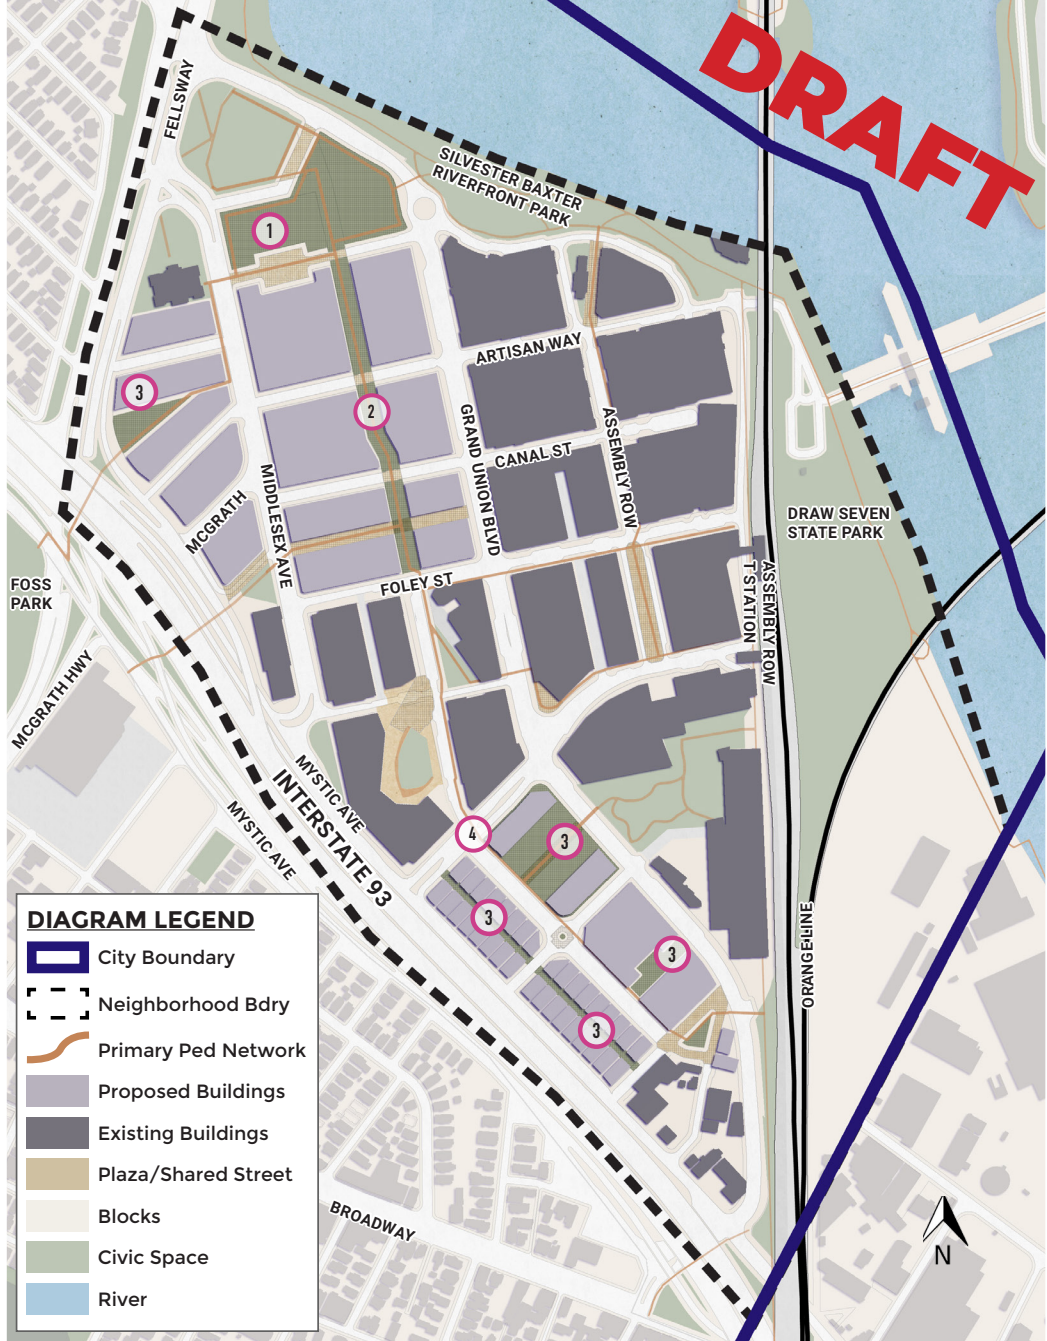 DRAFT
FELLSWAY
SILVESTER BAXTER
RIVERFRONT PARK
1
ARTISAN WAY
3
2
GRAND UNION BLVD
ASSEMBLY ROW
CANAL ST
MIDDLESEX AVE
MCGRATH
DRAW SEVEN
STATE PARK
FOSS
PARK
FOLEY ST
ASSEMBLY ROW
T STATION
MCGRATH HWY
MYSTIC AVE
INTERSTATE 93
MYSTIC AVE
4
3
3
3
3
ORANGE LINE
BROADWAY
N
DIAGRAM LEGEND
City Boundary
Neighborhood Bdry
Primary Ped Network
Proposed Buildings
Existing Buildings
Plaza/Shared Street
Blocks
Civic Space
River